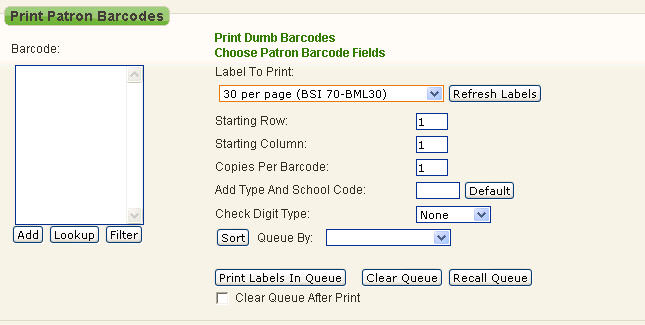 Print Patron Barcodes
Barcode:
Add Lookup Filter
Print Dumb Barcodes
Choose Patron Barcode Fields
Label To Print:
30 per page (BSI 70-BML30) Refresh Labels
Starting Row: 1
Starting Column: 1
Copies Per Barcode: 1
Add Type And School Code: Default
Check Digit Type: None
Sort Queue By:
Print Labels In Queue Clear Queue Recall Queue
Clear Queue After Print